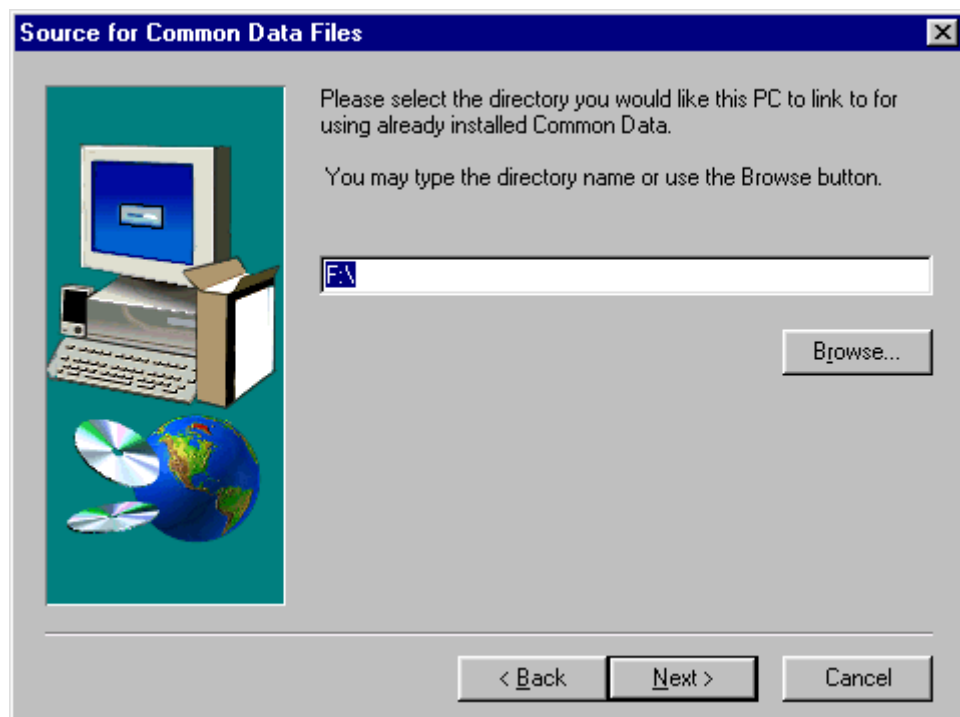 Source for Common Data Files
Please select the directory you would like this PC to link to for
using already installed Common Data.
You may type the directory name or use the Browse button.
F:\
Browse...
< Back
Next >
Cancel